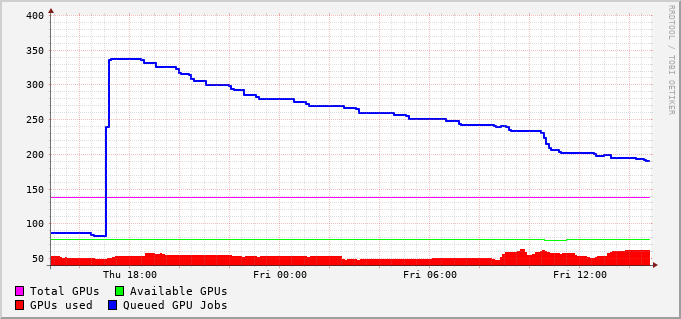 400
350
300
250
200
150
100
50
Thu 18:00 Fri 00:00 Fri 06:00 Fri 12:00
Total GPUs Available GPUs
GPUs used Queued GPU Jobs
RRDTOOL / TOBI OETIKER